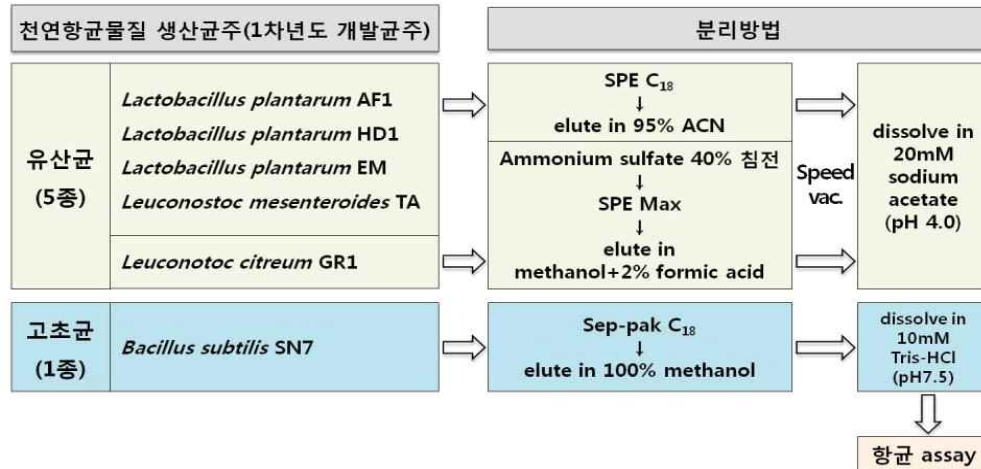 천연항균물질 생산균주(1차년도 개발균주)
분리방법
유산균
(5종)
Lactobacillus plantarum AF1
Lactobacillus plantarum HD1
Lactobacillus plantarum EM
Leuconostoc mesenteroides TA
Leuconotoc citreum GR1
SPE C18
↓
elute in 95% ACN
Ammonium sulfate 40% 침전
↓
SPE Max
↓
elute in
methanol+2% formic acid
Speed
vac.
dissolve in
20mM
sodium
acetate
(pH 4.0)
고초균
(1종)
Bacillus subtilis SN7
Sep-pak C18
↓
elute in 100% methanol
dissolve in
10mM
Tris-HCl
(pH7.5)
항균 assay